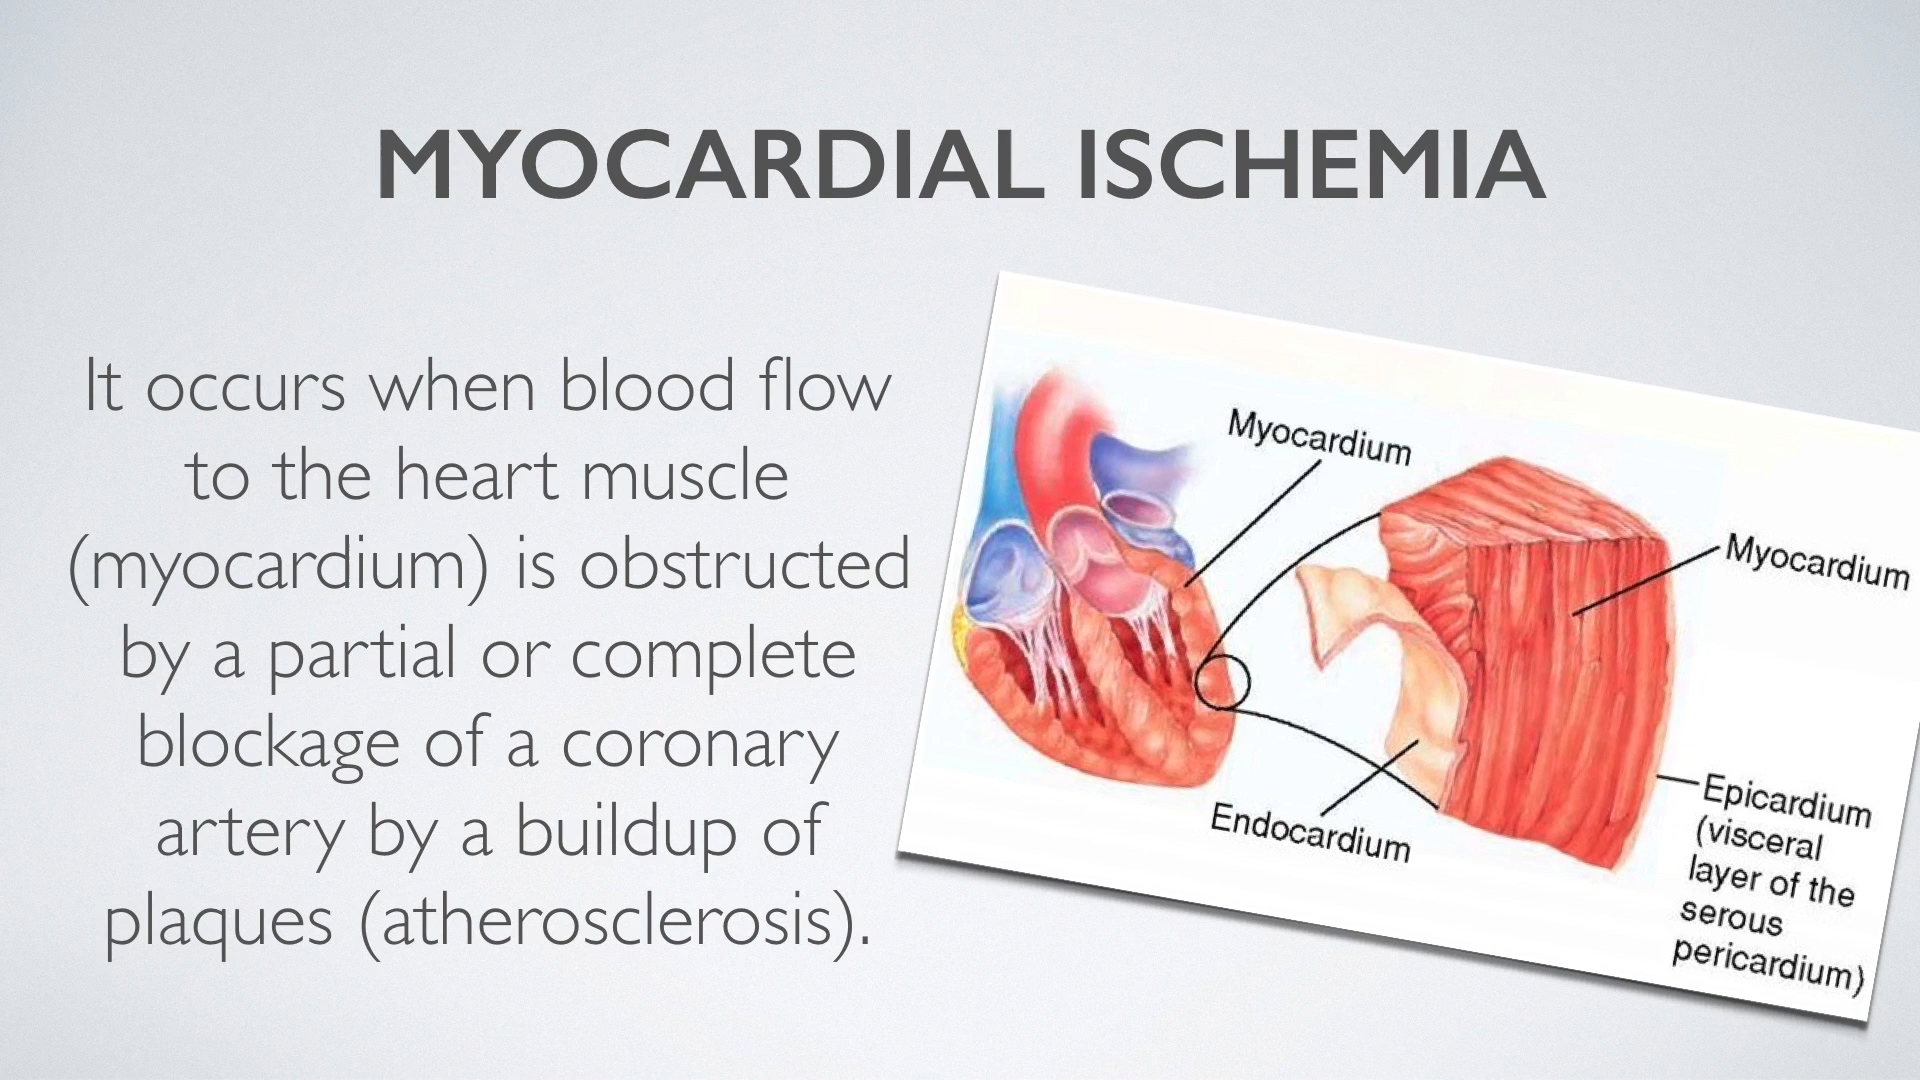 MYOCARDIAL ISCHEMIA
It occurs when blood flow
to the heart muscle
(myocardium) is obstructed
by a partial or complete
blockage of a coronary
artery by a buildup of
plaques (atherosclerosis).
Myocardium
Myocardium
Endocardium
Epicardium
(visceral
layer of the
serous
pericardium)